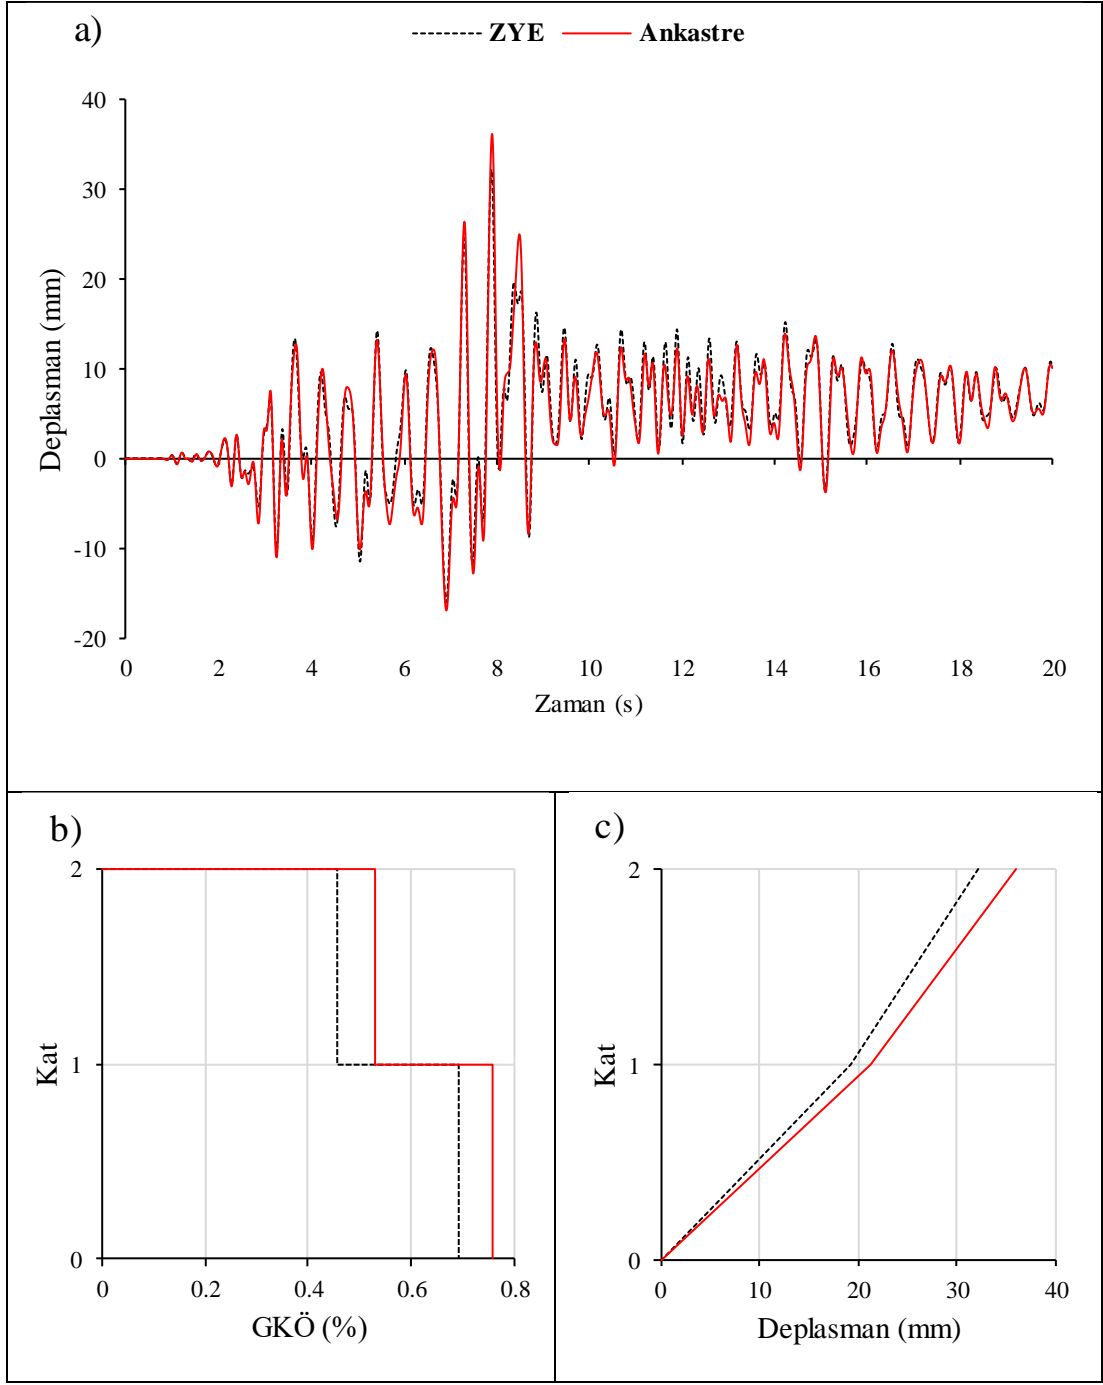 a)
ZYE Ankastre
40
30
20
10
0
-10
-20
Deplasman (mm)
0 2 4 6 8 10 12 14 16 18 20
Zaman (s)
b)
2
1
0
Kat
0 0.2 0.4 0.6 0.8
GKÖ (%)
c)
2
1
0
Kat
0 10 20 30 40
Deplasman (mm)